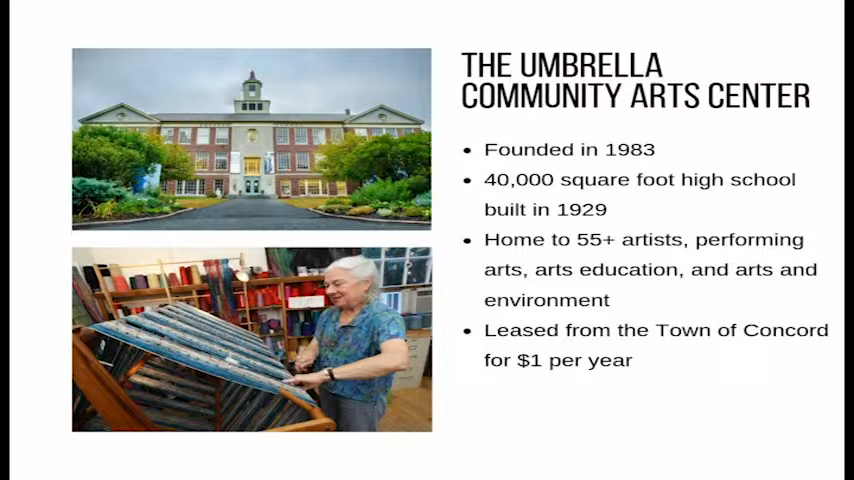 THE UMBRELLA
COMMUNITY ARTS CENTER
• Founded in 1983
• 40,000 square foot high school
built in 1929
• Home to 55+ artists, performing
arts, arts education, and arts and
environment
• Leased from the Town of Concord
for $1 per year